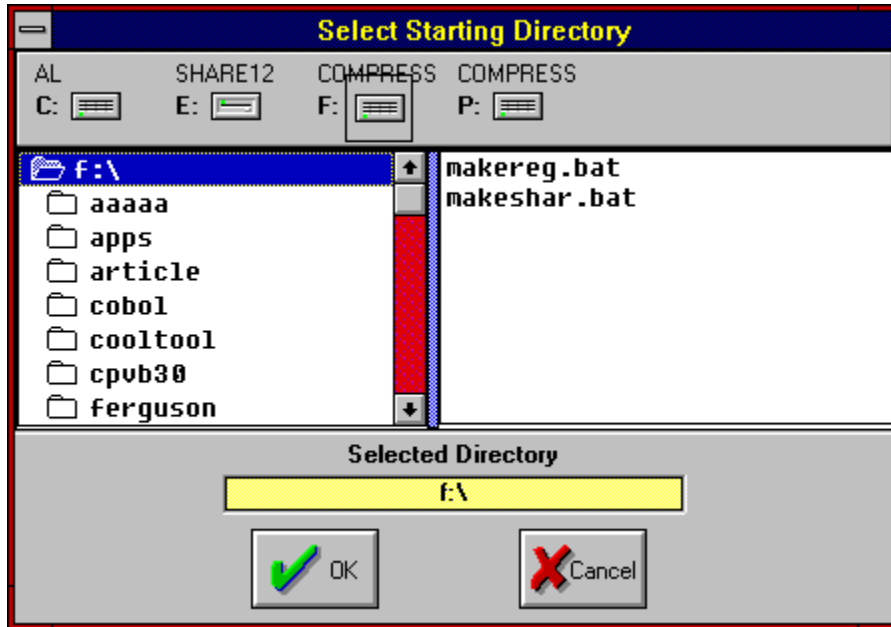 Select Starting Directory
AL SHARE12 COMPRESS COMPRESS
C: E: F: P:
f:\
aaaaa
apps
article
cobol
cooltool
cpvb30
ferguson
makereg.bat
makeshar.bat
Selected Directory
f:\
OK Cancel